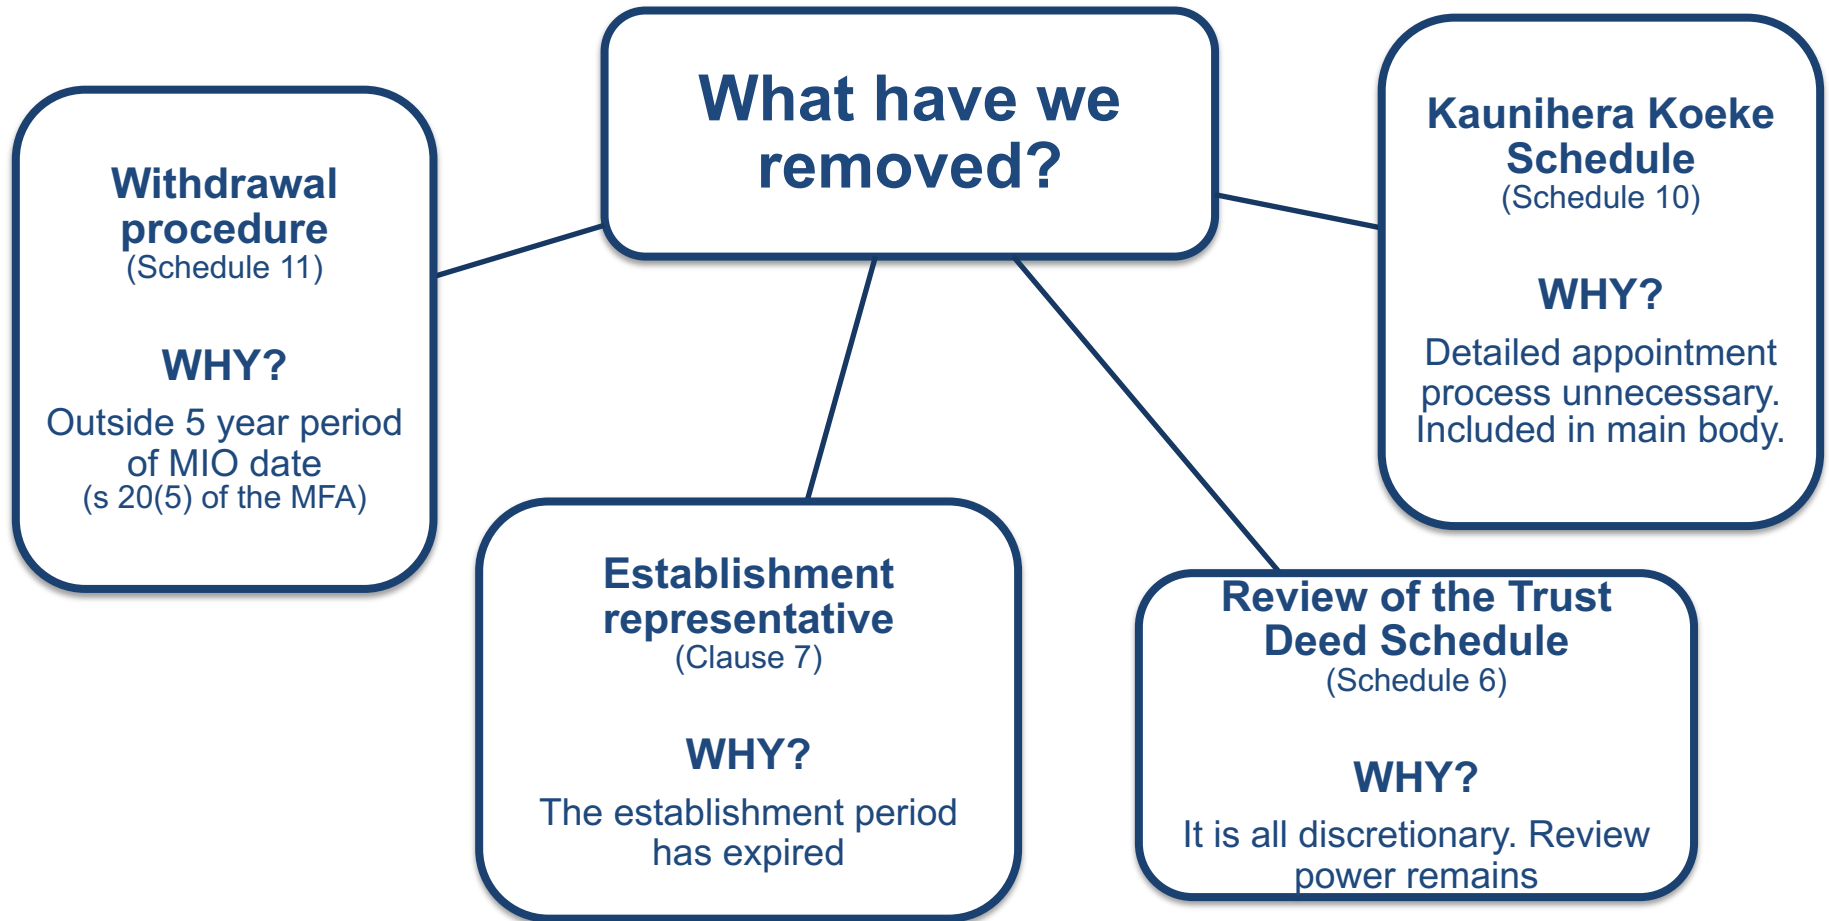 What have we
removed?
Withdrawal
procedure
(Schedule 11)
WHY?
Outside 5 year period
of MIO date
(s 20(5) of the MFA)
Establishment
representative
(Clause 7)
WHY?
The establishment period
has expired
Review of the Trust
Deed Schedule
(Schedule 6)
WHY?
It is all discretionary. Review
power remains
Kaunihera Koeke
Schedule
(Schedule 10)
WHY?
Detailed appointment
process unnecessary.
Included in main body.